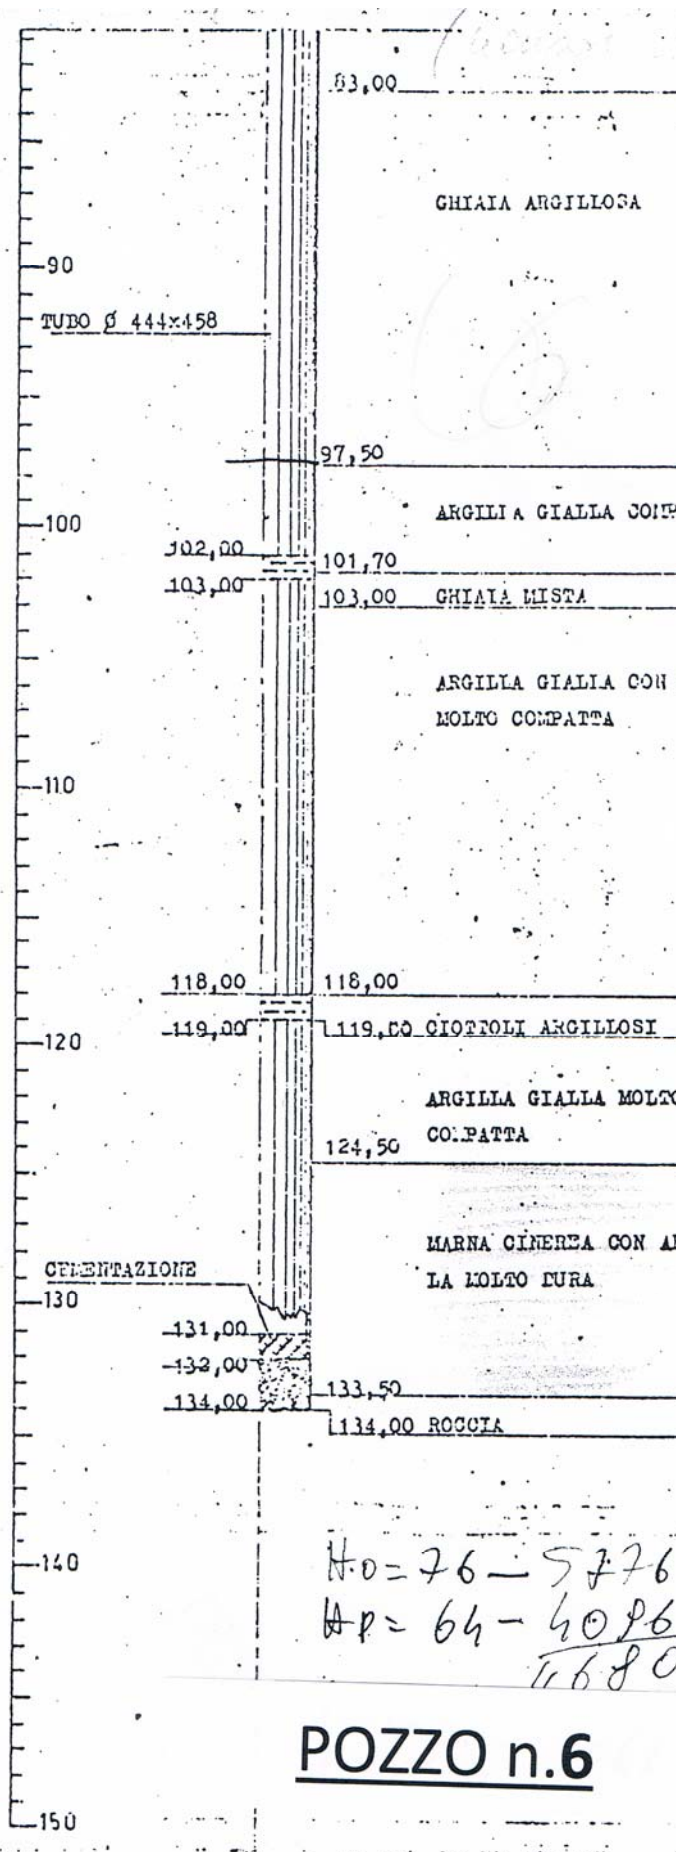 83,00
GHIAIA ARGILLOSA
90
TUBO Ø 444x458
97,50
ARGILIA GIALLA COMP
100
102,00
101,70
103,00
103,00 GHIAIA MISTA
ARGILLA GIALLA CON
MOLTO COMPATTA
110
118,00
118,00
119,00
119,00 CIOTTOLI ARGILLOSI
120
ARGILLA GIALLA MOLTO
COMPATTA
124,50
MARNA CINEREA CON A
LA MOLTO DURA
CEMENTAZIONE
130
131,00
132,00
133,50
134,00
134,00 ROCCIA
140
H.D = 76 — 5776
HP = 64 - 4096
1680
POZZO n.6
150